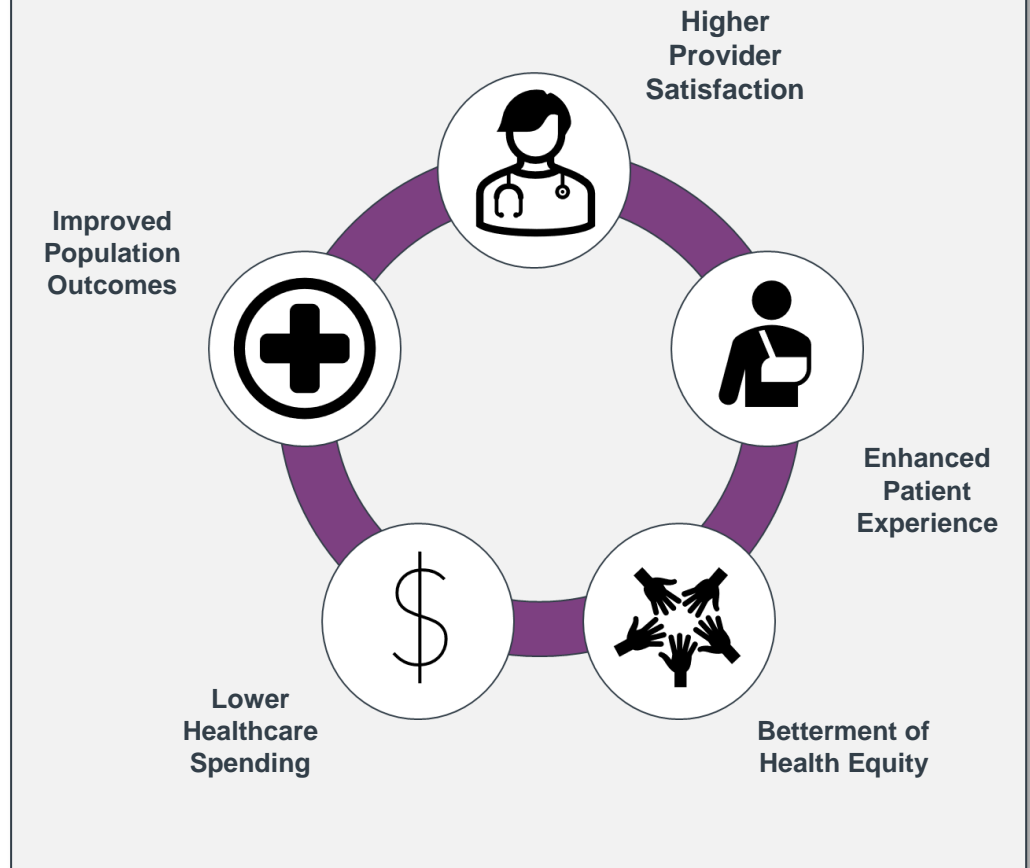 Higher
Provider
Satisfaction
Improved
Population
Outcomes
Enhanced
Patient
Experience
Lower
Healthcare
Spending
Betterment of
Health Equity